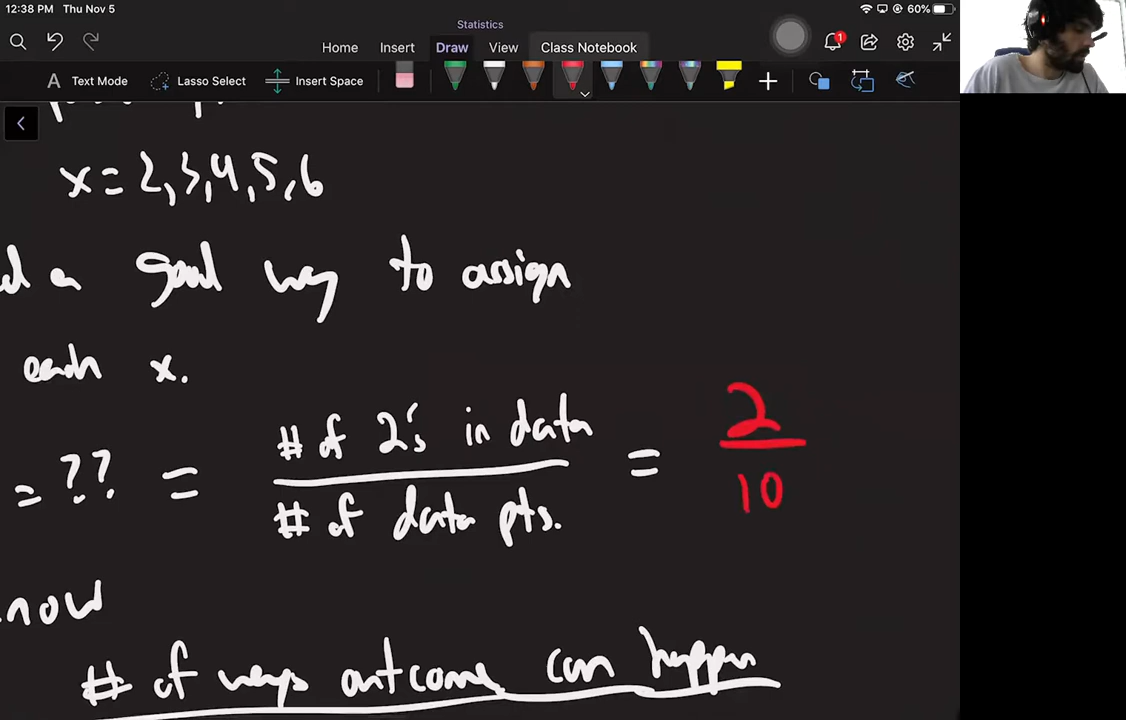 12:38 PM Thu Nov 5
60%
Statistics
Home Insert Draw View Class Notebook
1
A Text Mode Lasso Select Insert Space
x = 2,3,4,5,6
a good way to assign
each x.
= ?? = # of 2's in data / # of data pts. = 2 / 10
now
# of ways outcome can happen